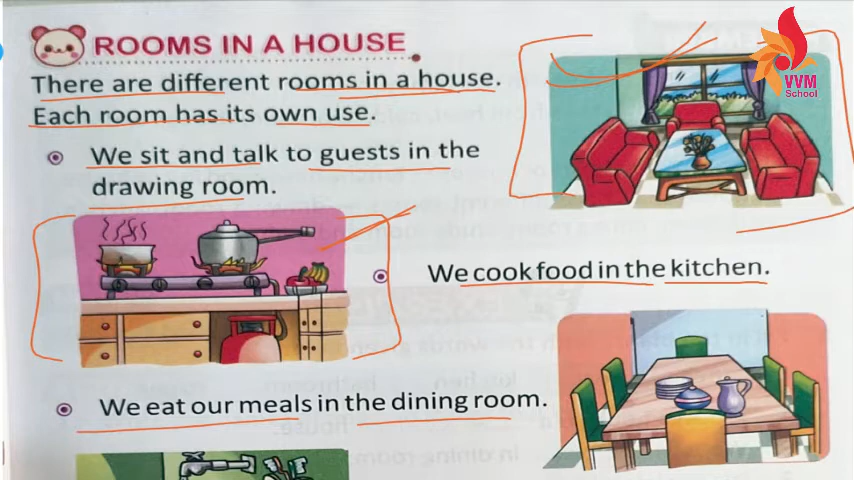 ROOMS IN A HOUSE
There are different rooms in a house.
Each room has its own use.
We sit and talk to guests in the
drawing room.
We cook food in the kitchen.
We eat our meals in the dining room.
VVM
School